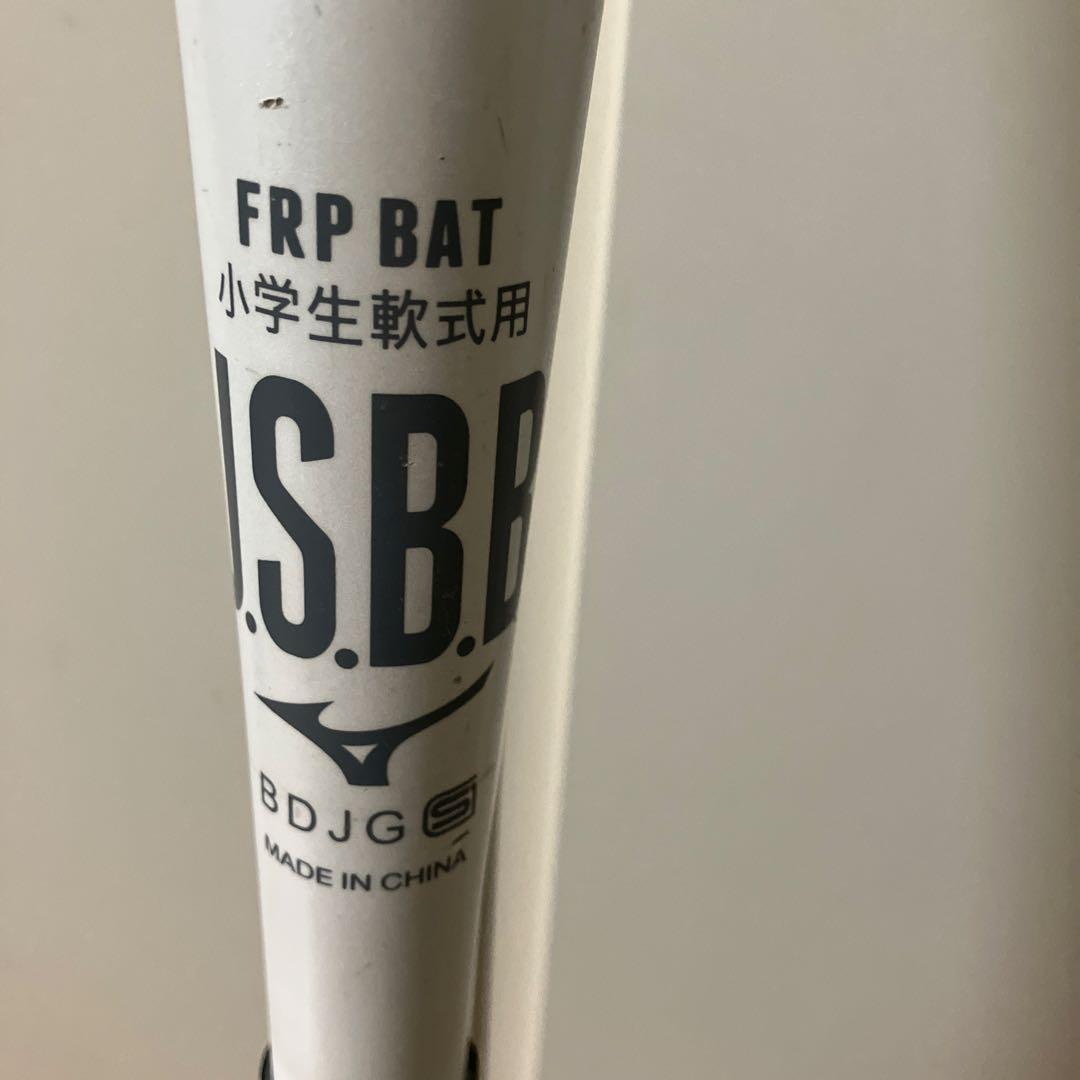 FRP BAT
小学生軟式用
J.S.B.B
BDJG S
MADE IN CHINA